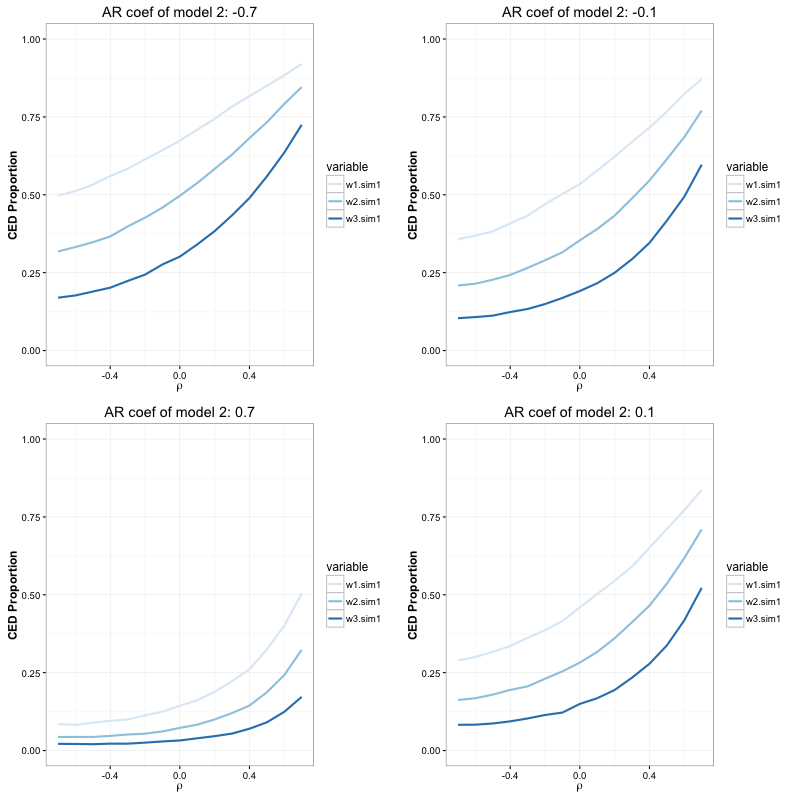 AR coef of model 2: -0.7
CED Proportion
1.00
0.75
0.50
0.25
0.00
-0.4 0.0 0.4
ρ
variable
w1.sim1
w2.sim1
w3.sim1
AR coef of model 2: -0.1
CED Proportion
1.00
0.75
0.50
0.25
0.00
-0.4 0.0 0.4
ρ
variable
w1.sim1
w2.sim1
w3.sim1
AR coef of model 2: 0.7
CED Proportion
1.00
0.75
0.50
0.25
0.00
-0.4 0.0 0.4
ρ
variable
w1.sim1
w2.sim1
w3.sim1
AR coef of model 2: 0.1
CED Proportion
1.00
0.75
0.50
0.25
0.00
-0.4 0.0 0.4
ρ
variable
w1.sim1
w2.sim1
w3.sim1